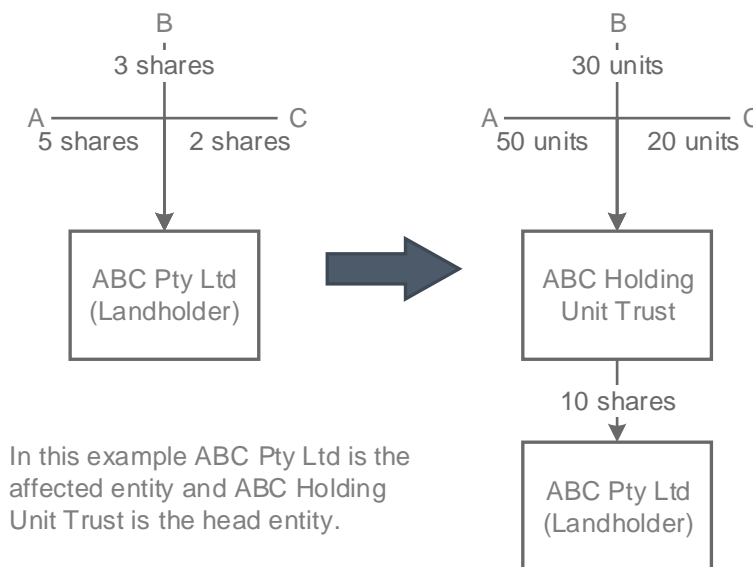 B
3 shares
A
C
5 shares
2 shares
ABC Pty Ltd
(Landholder)
B
30 units
A
C
50 units
20 units
ABC Holding
Unit Trust
10 shares
ABC Pty Ltd
(Landholder)
In this example ABC Pty Ltd is the
affected entity and ABC Holding
Unit Trust is the head entity.